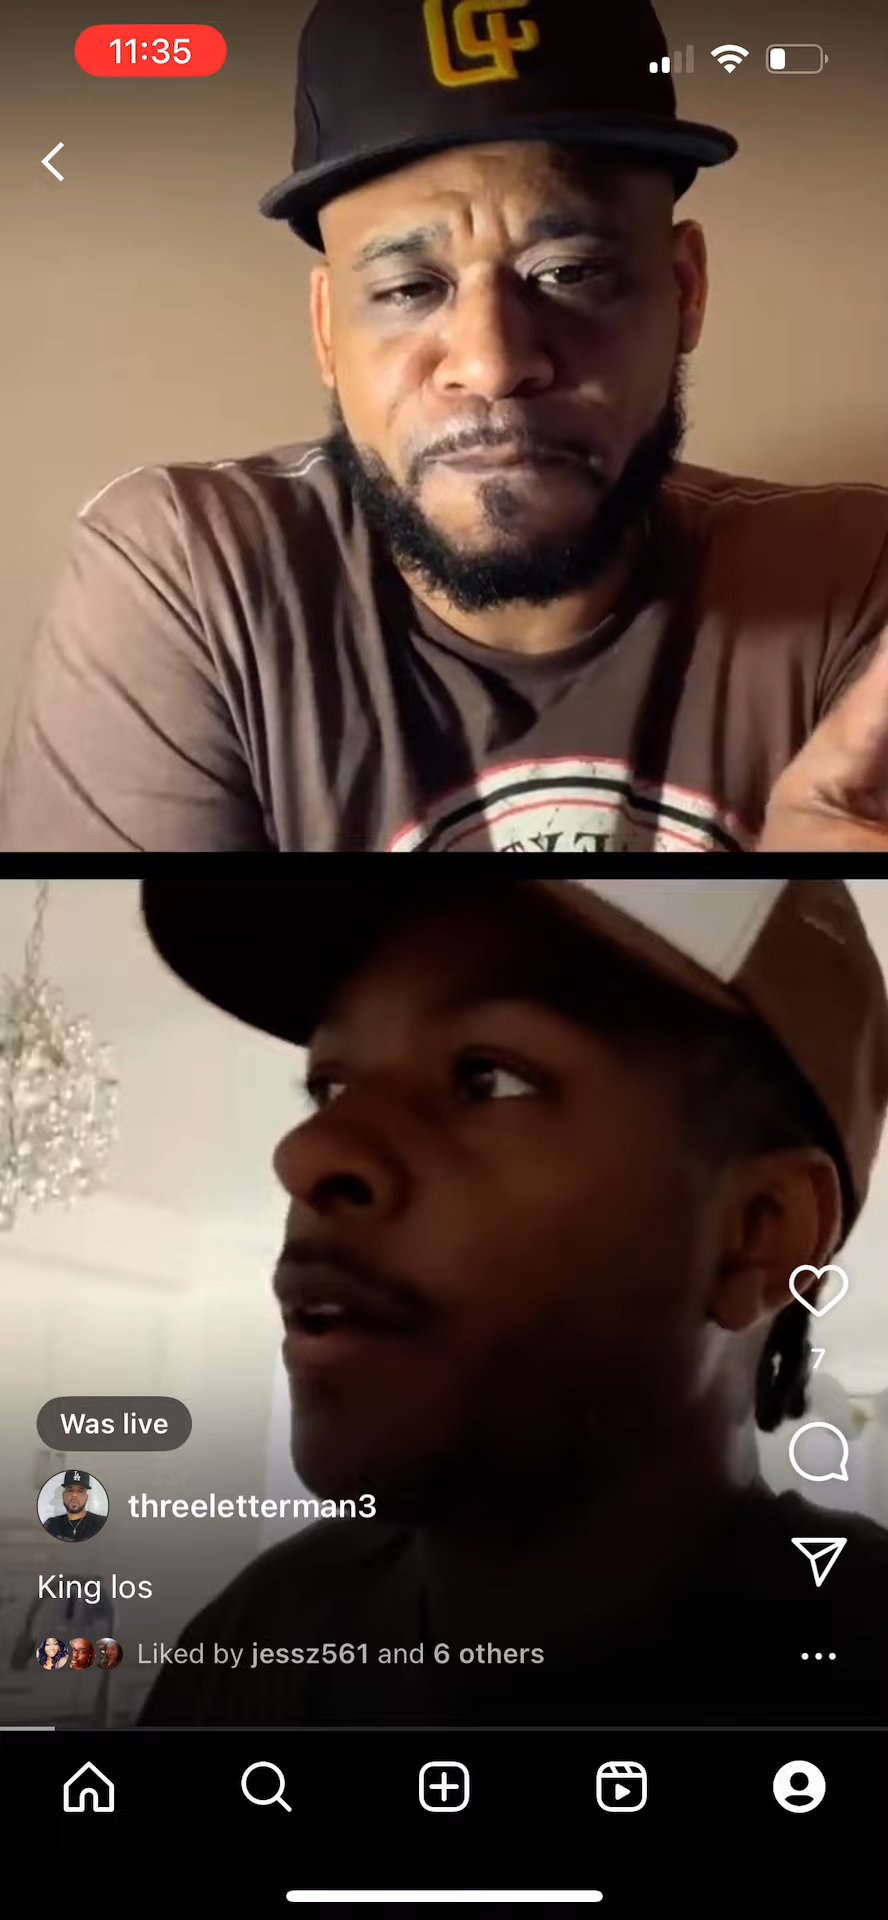 11:35
7
Was live
threeletterman3
King los
Liked by jessz561 and 6 others